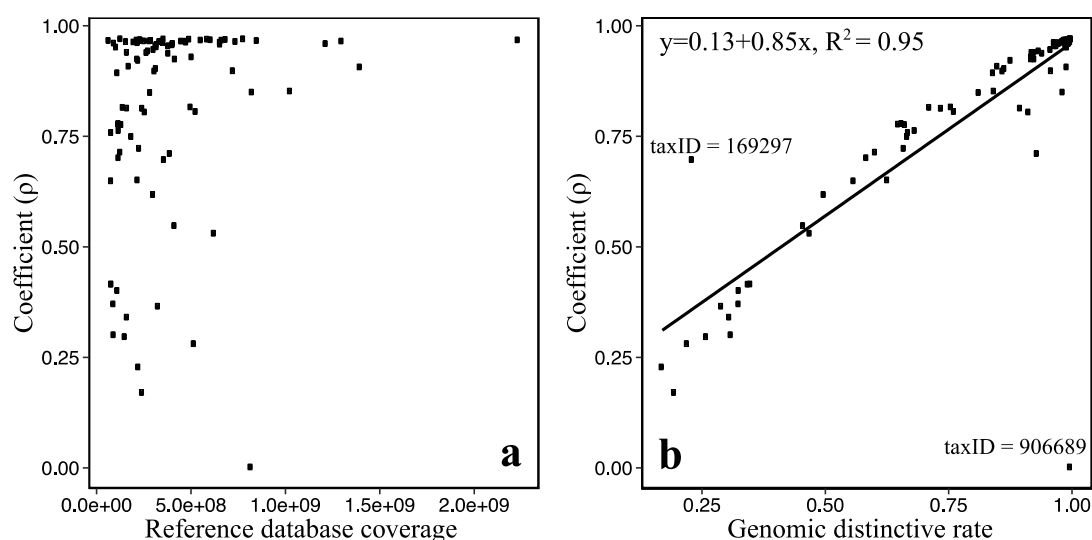 1.00
0.75
0.50
0.25
0.00
Coefficient (ρ)
a
0.0e+00 5.0e+08 1.0e+09 1.5e+09 2.0e+09
Reference database coverage
y=0.13+0.85x, R² = 0.95
1.00
0.75
0.50
0.25
0.00
Coefficient (ρ)
taxID = 169297
taxID = 906689
b
0.25 0.50 0.75 1.00
Genomic distinctive rate